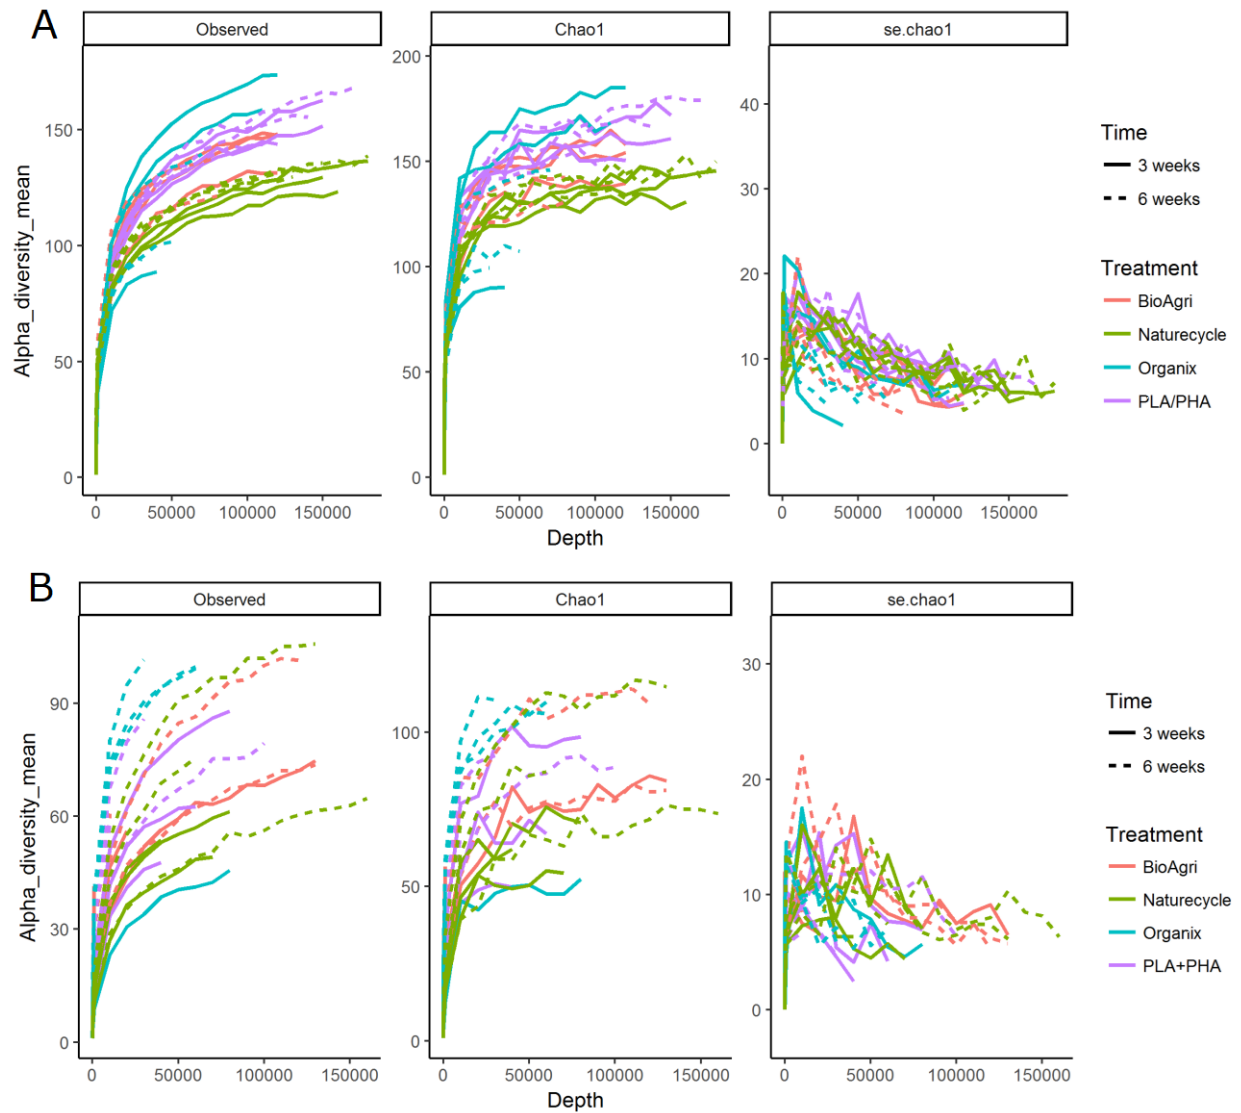 A
Observed
Chao1
se.chao1
Alpha_diversity_mean
0
50
100
150
0
50
100
150
200
0
10
20
30
40
0
50000
100000
150000
0
50000
100000
150000
0
50000
100000
150000
Depth
Time
3 weeks
6 weeks
Treatment
BioAgri
Naturecycle
Organix
PLA/PHA
B
Observed
Chao1
se.chao1
Alpha_diversity_mean
0
30
60
90
0
50
100
0
10
20
30
0
50000
100000
150000
0
50000
100000
150000
0
50000
100000
150000
Depth
Time
3 weeks
6 weeks
Treatment
BioAgri
Naturecycle
Organix
PLA+PHA